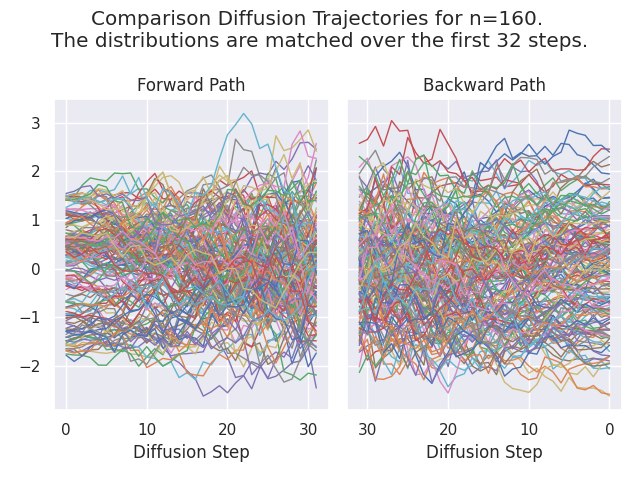 Comparison Diffusion Trajectories for n=160.
The distributions are matched over the first 32 steps.
Forward Path
Backward Path
3
2
1
0
−1
−2
0 10 20 30
30 20 10 0
Diffusion Step
Diffusion Step